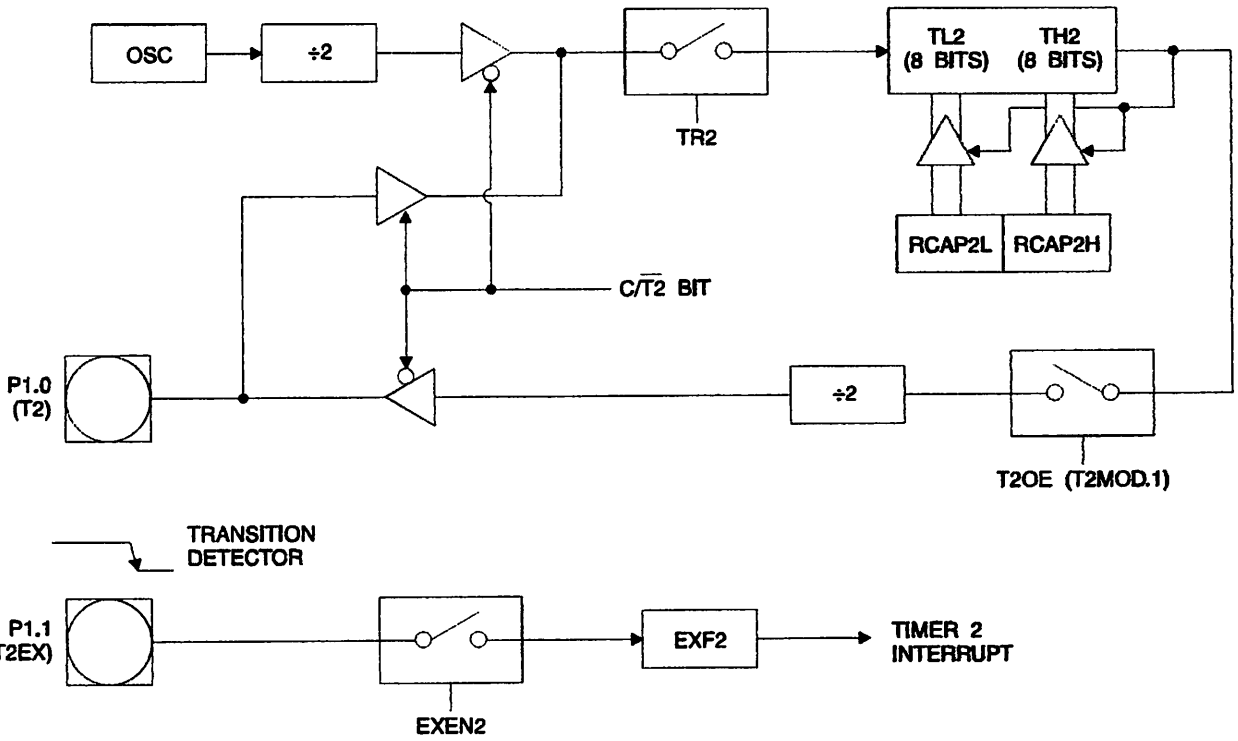 OSC
÷2
TR2
TL2 TH2
(8 BITS) (8 BITS)
RCAP2L RCAP2H
C/T2̅ BIT
P1.0
(T2)
÷2
T2OE (T2MOD.1)
TRANSITION
DETECTOR
P1.1
T2EX)
EXEN2
EXF2
TIMER 2
INTERRUPT